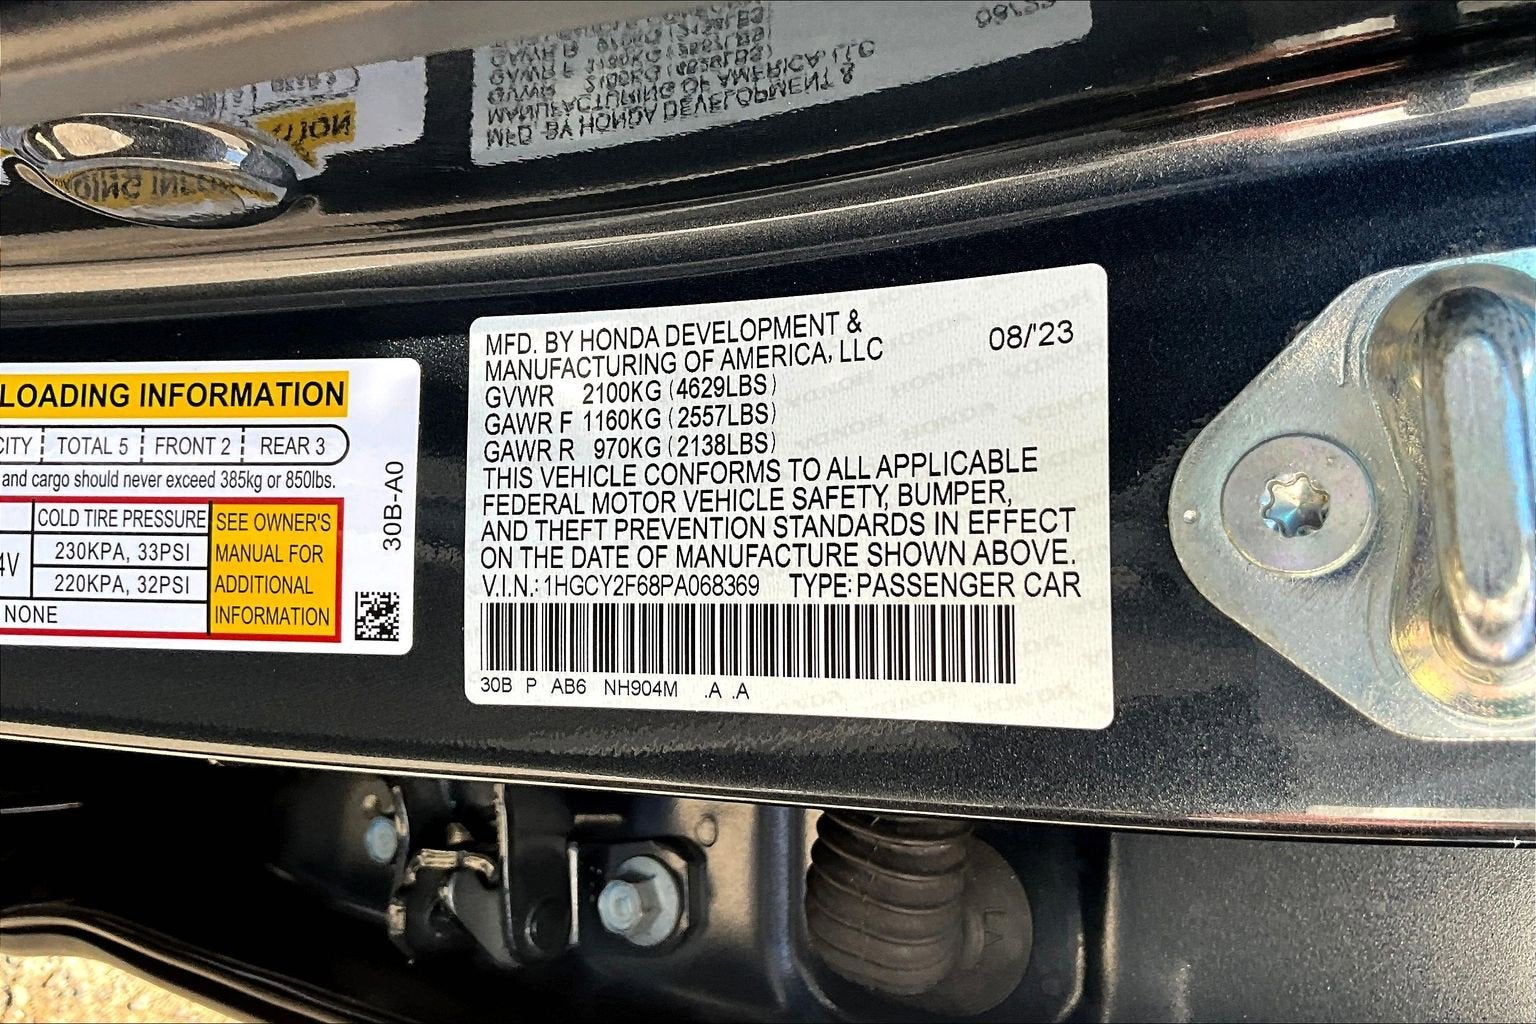 LOADING INFORMATION
CITY TOTAL 5 FRONT 2 REAR 3
and cargo should never exceed 385kg or 850lbs.
COLD TIRE PRESSURE
4V 230KPA, 33PSI
220KPA, 32PSI
NONE
SEE OWNER'S
MANUAL FOR
ADDITIONAL
INFORMATION
30B-A0
MFD. BY HONDA DEVELOPMENT &
MANUFACTURING OF AMERICA, LLC
08/'23
GVWR 2100KG (4629LBS)
GAWR F 1160KG (2557LBS)
GAWR R 970KG (2138LBS)
THIS VEHICLE CONFORMS TO ALL APPLICABLE
FEDERAL MOTOR VEHICLE SAFETY, BUMPER,
AND THEFT PREVENTION STANDARDS IN EFFECT
ON THE DATE OF MANUFACTURE SHOWN ABOVE.
V.I.N.: 1HGCY2F68PA068369 TYPE: PASSENGER CAR
30B P AB6 NH904M .A .A